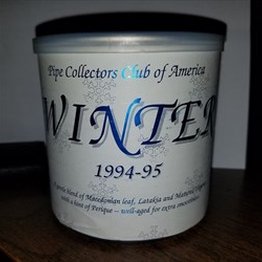 Pipe Collectors Club of America
WINTER
1994-95
A gentle blend of Macedonian leaf, Latakia and Matured Virginia
with a hint of Perique – well-aged for extra smoothness